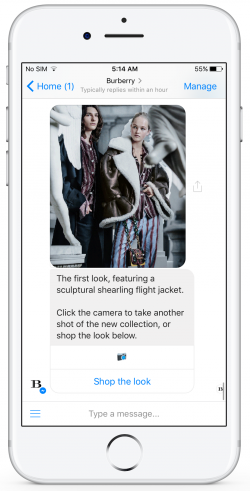 No SIM 5:14 AM 55%
Home (1) Burberry > Manage
Typically replies within an hour
The first look, featuring a
sculptural shearling flight jacket.
Click the camera to take another
shot of the new collection, or
shop the look below.
Shop the look
B
Type a message...